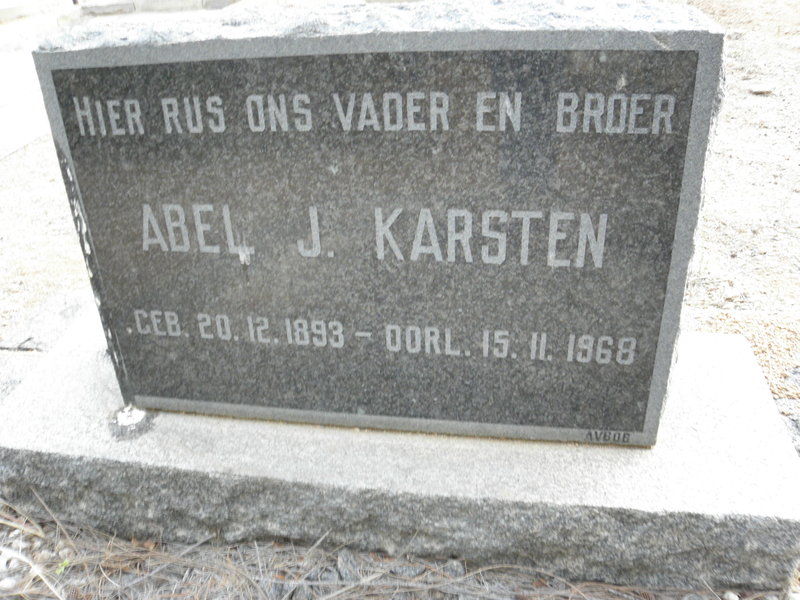 HIER RUS ONS VADER EN BROER
ABEL J. KARSTEN
GEB. 20.12.1893 - OORL. 15.11.1968
AVBOB